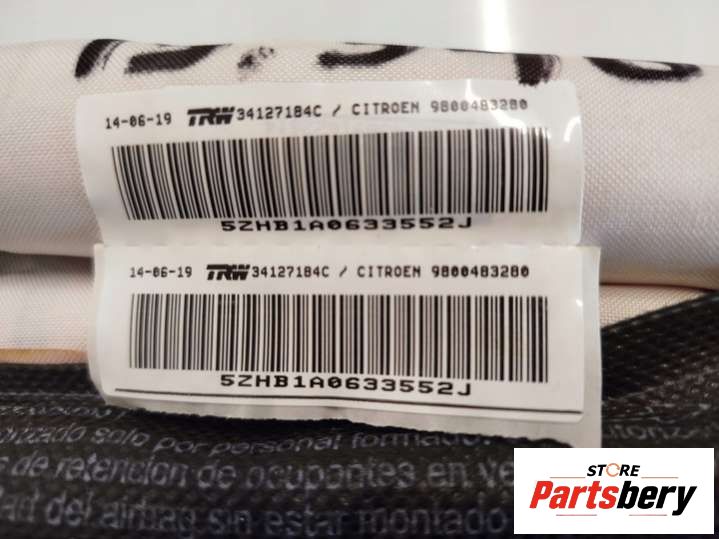 14-06-19 TRW 34127184C / CITROEN 9800483280
5ZHB1A0633552J
14-06-19 TRW 34127184C / CITROEN 9800483280
5ZHB1A0633552J
solo por personal formado.
s de retencion de ocupantes en ve
del airbag sin estar montado
STORE
Partsbery